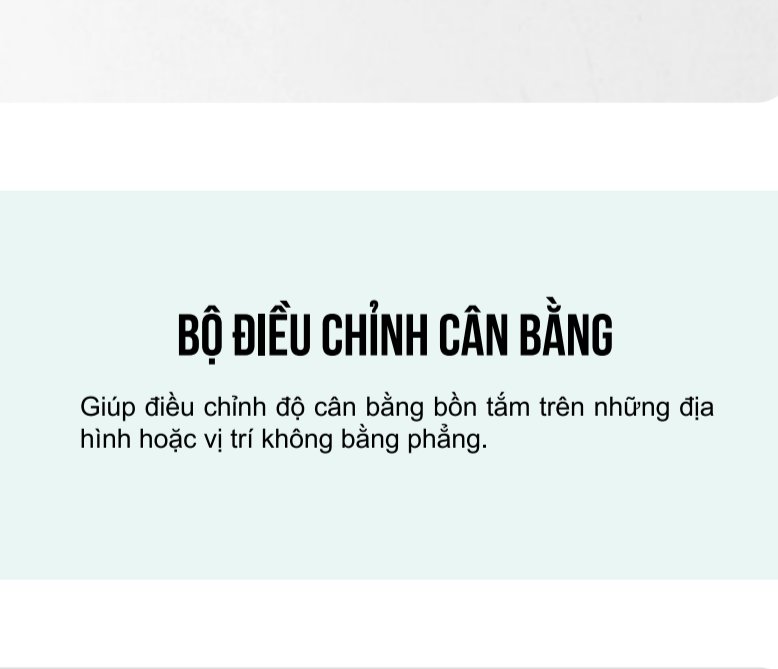 BỘ ĐIỀU CHỈNH CÂN BẰNG
Giúp điều chỉnh độ cân bằng bồn tắm trên những địa
hình hoặc vị trí không bằng phẳng.